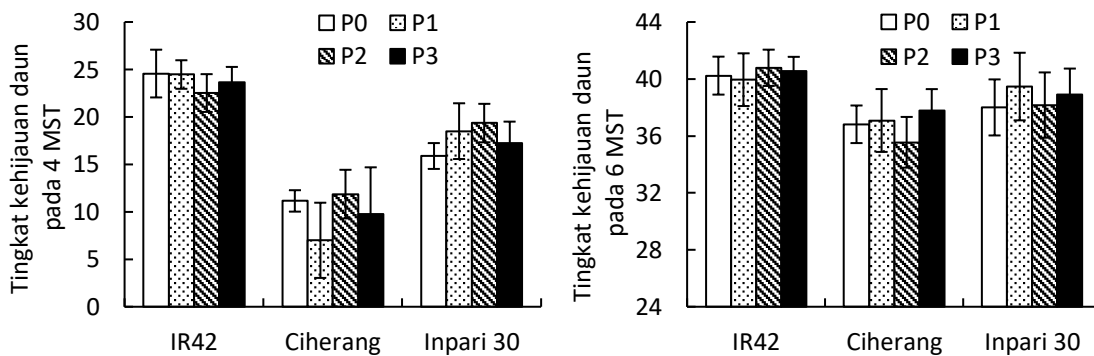 Tingkat kehijauan daun
pada 4 MST
30
25
20
15
10
5
0
P0 P1
P2 P3
IR42 Ciherang Inpari 30
Tingkat kehijauan daun
pada 6 MST
44
40
36
32
28
24
P0 P1
P2 P3
IR42 Ciherang Inpari 30